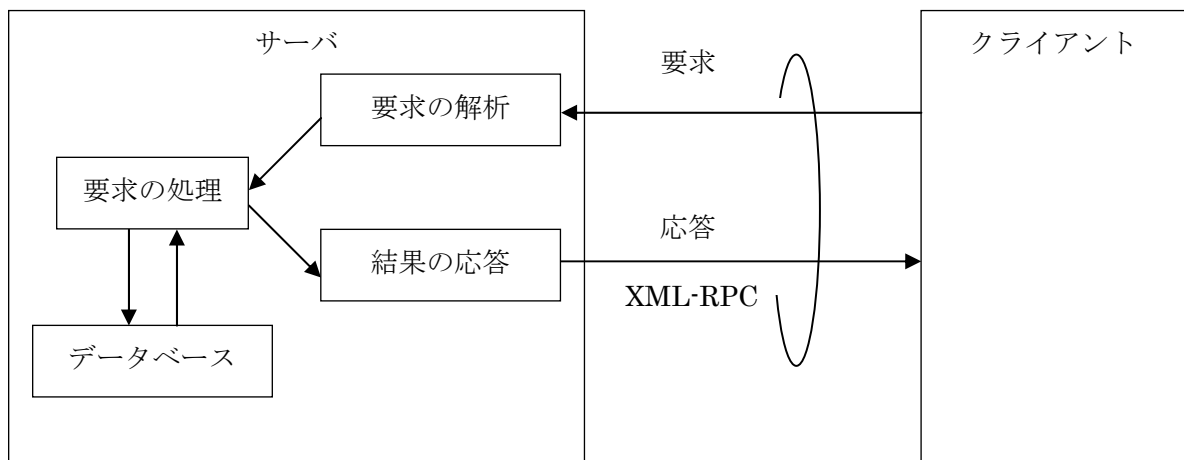 サーバ
クライアント
要求
要求の解析
要求の処理
応答
結果の応答
XML-RPC
データベース